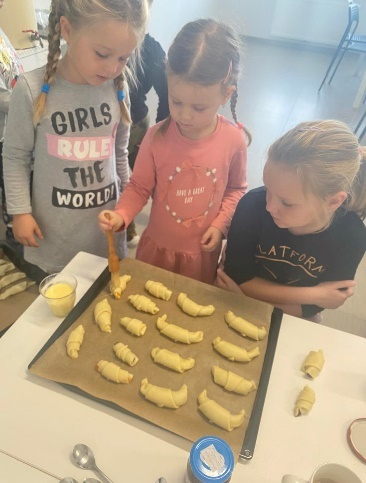 GIRLS
RULE
THE
WORLD!
HAVE A GREAT
DAY
PLATFORM